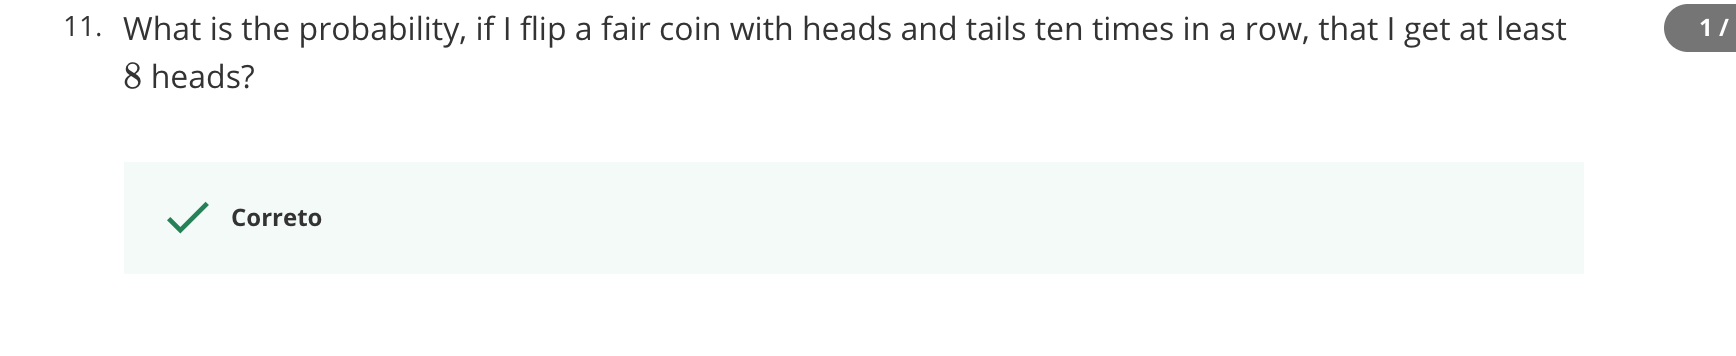 11. What is the probability, if I flip a fair coin with heads and tails ten times in a row, that I get at least
8 heads?
1 /
Correto